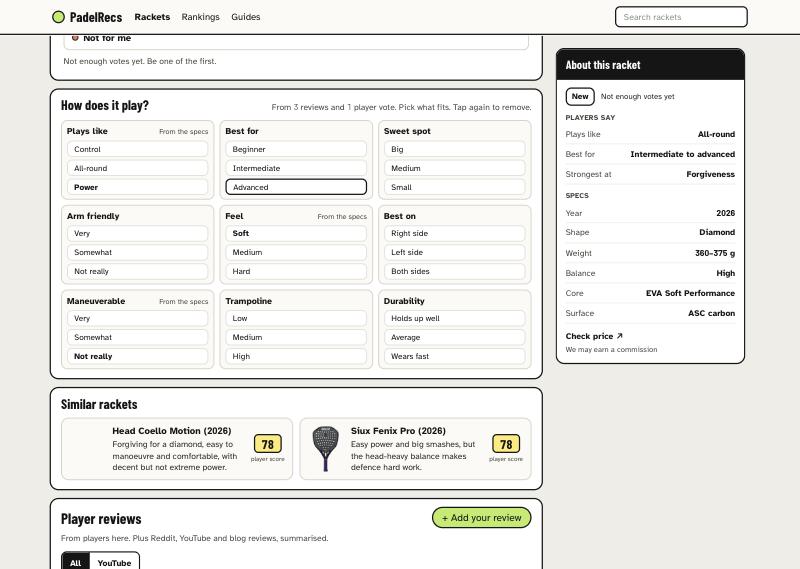 PadelRecs
Rackets
Rankings
Guides
Search rackets
Not for me
Not enough votes yet. Be one of the first.
How does it play?
From 3 reviews and 1 player vote. Pick what fits. Tap again to remove.
Plays like
From the specs
Control
All-round
Power
Best for
Beginner
Intermediate
Advanced
Sweet spot
Big
Medium
Small
Arm friendly
Very
Somewhat
Not really
Feel
From the specs
Soft
Medium
Hard
Best on
Right side
Left side
Both sides
Maneuverable
From the specs
Very
Somewhat
Not really
Trampoline
Low
Medium
High
Durability
Holds up well
Average
Wears fast
Similar rackets
Head Coello Motion (2026)
Forgiving for a diamond, easy to
manoeuvre and comfortable, with
decent but not extreme power.
78
player score
Siux Fenix Pro (2026)
Easy power and big smashes, but
the head-heavy balance makes
defence hard work.
78
player score
Player reviews
+ Add your review
From players here. Plus Reddit, YouTube and blog reviews, summarised.
All
YouTube
About this racket
New
Not enough votes yet
PLAYERS SAY
Plays like
All-round
Best for
Intermediate to advanced
Strongest at
Forgiveness
SPECS
Year
2026
Shape
Diamond
Weight
360–375 g
Balance
High
Core
EVA Soft Performance
Surface
ASC carbon
Check price ↗
We may earn a commission